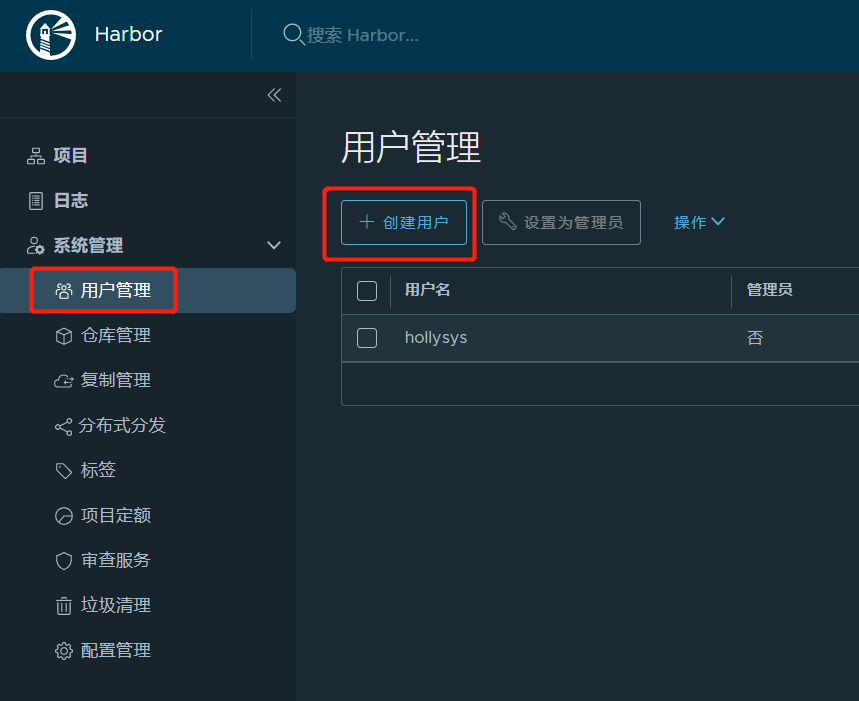 Harbor
搜索 Harbor...
项目
日志
系统管理
用户管理
仓库管理
复制管理
分布式分发
标签
项目定额
审查服务
垃圾清理
配置管理
用户管理
创建用户
设置为管理员
操作
用户名
管理员
hollysys
否